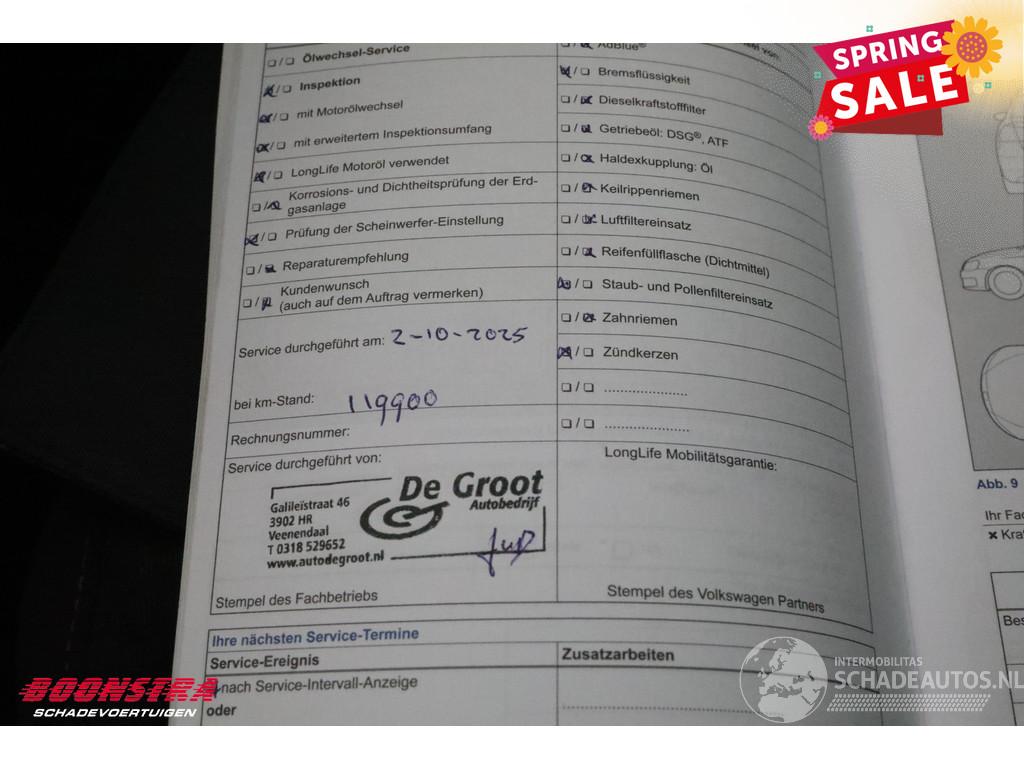 SPRING
SALE
❑/❑ Ölwechsel-Service
☒/❑ Inspektion
☒/❑ mit Motorölwechsel
☒/❑ mit erweitertem Inspektionsumfang
☒/❑ LongLife Motoröl verwendet
❑/☒ Korrosions- und Dichtheitsprüfung der Erd-
gasanlage
☒/❑ Prüfung der Scheinwerfer-Einstellung
❑/☒ Reparaturempfehlung
❑/☒ Kundenwunsch
(auch auf dem Auftrag vermerken)
Service durchgeführt am: 2-10-2025
bei km-Stand: 119900
Rechnungsnummer:
Service durchgeführt von:
De Groot
Autobedrijf
Galileïstraat 46
3902 HR
Veenendaal
T 0318 529652
www.autodegroot.nl
Stempel des Fachbetriebs
❑/☒ AdBlue®
☒/❑ Bremsflüssigkeit
❑/☒ Dieselkraftstofffilter
❑/☒ Getriebeöl: DSG®, ATF
❑/☒ Haldexkupplung: Öl
❑/☒ Keilrippenriemen
❑/☒ Luftfiltereinsatz
❑/☒ Reifenfüllflasche (Dichtmittel)
☒/❑ Staub- und Pollenfiltereinsatz
❑/☒ Zahnriemen
☒/❑ Zündkerzen
❑/❑ .....................
❑/❑ .....................
LongLife Mobilitätsgarantie:
Stempel des Volkswagen Partners
Ihre nächsten Service-Termine
Service-Ereignis
Zusatzarbeiten
nach Service-Intervall-Anzeige
oder
Abb. 9
Ihr Fac
× Kra
Bes
BOONSTRA
SCHADEVOERTUIGEN
INTERMOBILITAS
SCHADEAUTOS.NL